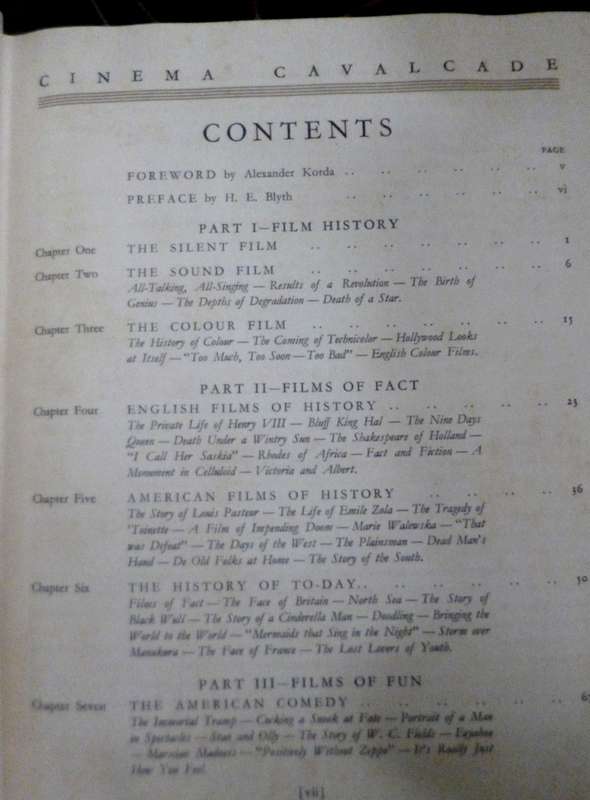 CINEMA CAVALCADE
CONTENTS
PAGE
FOREWORD by Alexander Korda .. .. .. .. .. .. v
PREFACE by H. E. Blyth .. .. .. .. .. .. vi
PART I—FILM HISTORY
Chapter One THE SILENT FILM .. .. .. .. .. .. 1
Chapter Two THE SOUND FILM .. .. .. .. .. .. 6
All-Talking, All-Singing — Results of a Revolution — The Birth of
Genius — The Depths of Degradation — Death of a Star.
Chapter Three THE COLOUR FILM .. .. .. .. .. .. 15
The History of Colour — The Coming of Technicolor — Hollywood Looks
at Itself — "Too Much, Too Soon — Too Bad" — English Colour Films.
PART II—FILMS OF FACT
Chapter Four ENGLISH FILMS OF HISTORY .. .. .. .. .. 23
The Private Life of Henry VIII — Bluff King Hal — The Nine Days
Queen — Death Under a Wintry Sun — The Shakespeare of Holland —
"I Call Her Saskia" — Rhodes of Africa — Fact and Fiction — A
Monument in Celluloid — Victoria and Albert.
Chapter Five AMERICAN FILMS OF HISTORY .. .. .. .. 36
The Story of Louis Pasteur — The Life of Emile Zola — The Tragedy of
'Toinette — A Film of Impending Doom — Marie Walewska — "That
was Defeat" — The Days of the West — The Plainsman — Dead Man's
Hand — De Old Folks at Home — The Story of the South.
Chapter Six THE HISTORY OF TO-DAY .. .. .. .. .. .. 50
Films of Fact — The Face of Britain — North Sea — The Story of
Black Wull — The Story of a Cinderella Man — Doodling — Bringing the
World to the World — "Mermaids that Sing in the Night" — Storm over
Manakura — The Face of France — The Lost Lovers of Youth.
PART III—FILMS OF FUN
Chapter Seven THE AMERICAN COMEDY .. .. .. .. ..
The Immortal Tramp — Cocking a Snook at Fate — Portrait of a Man
in Spectacles — Stan and Olly — The Story of W. C. Fields —
— Marxian Madness — "Positively Without Zeppo" — It's Really Just
How You Feel.
[vii]